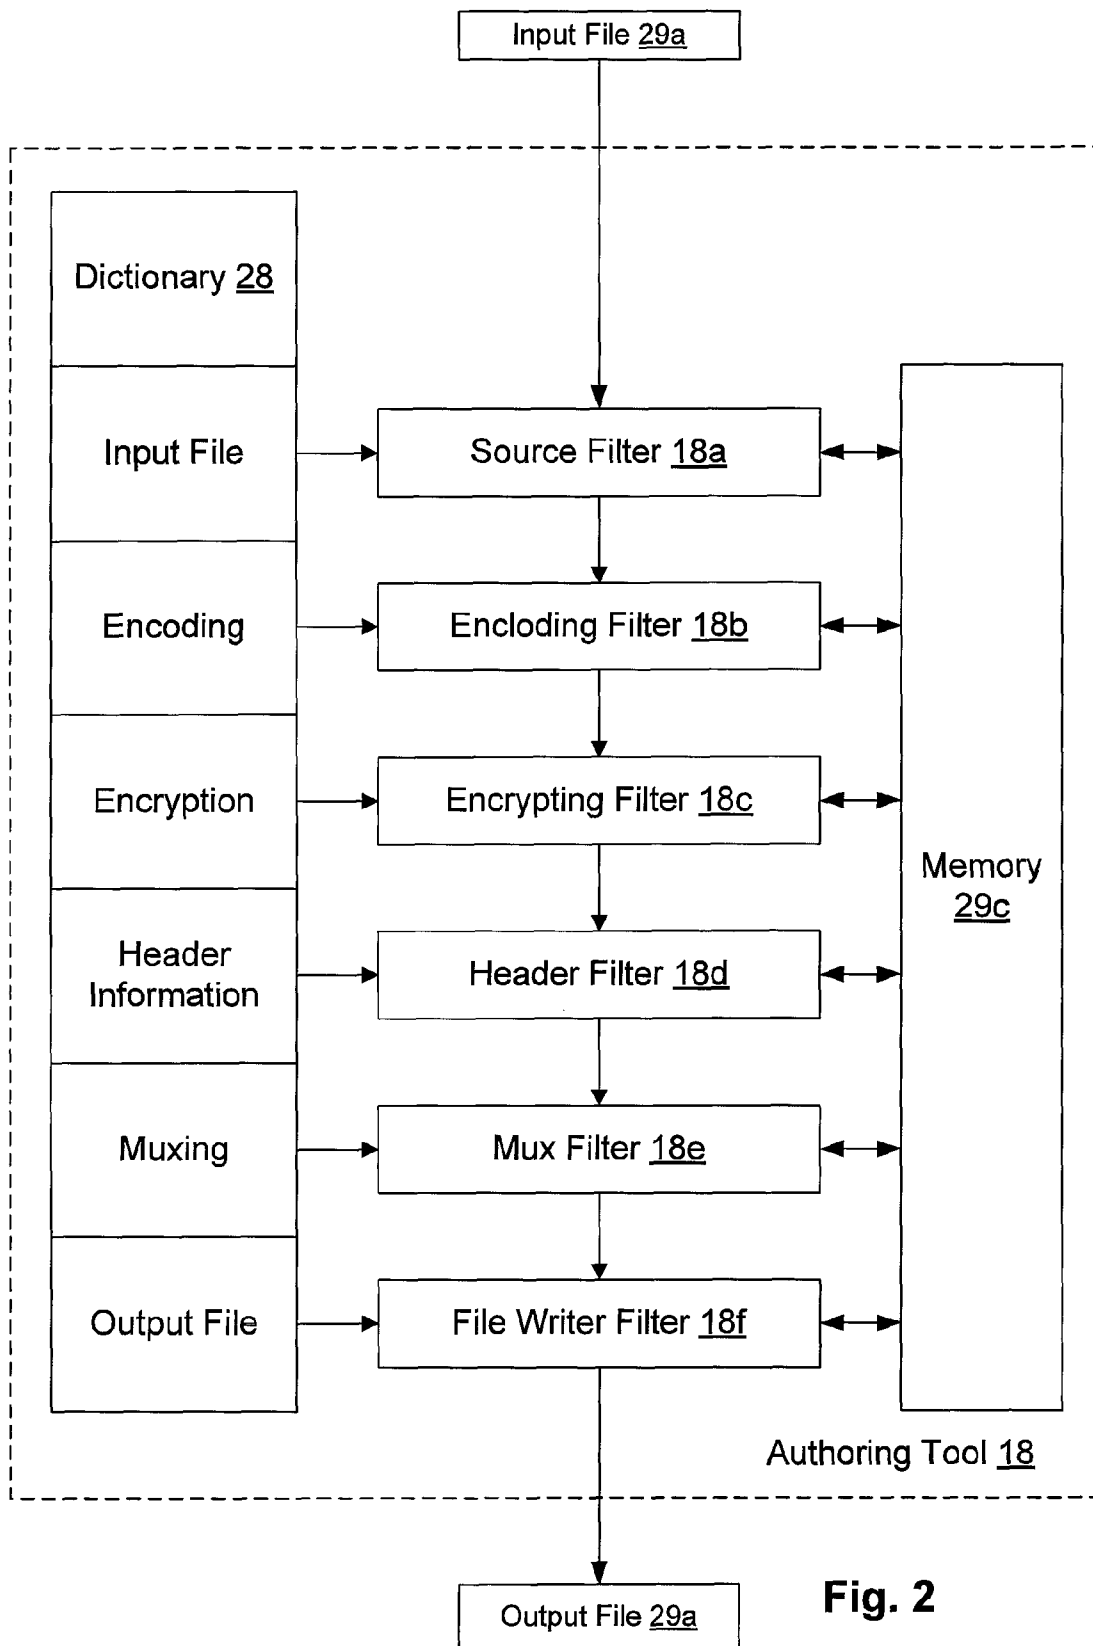 Input File 29a
Dictionary 28
Input File
Source Filter 18a
Encoding
Encloding Filter 18b
Encryption
Encrypting Filter 18c
Memory
29c
Header
Information
Header Filter 18d
Muxing
Mux Filter 18e
Output File
File Writer Filter 18f
Authoring Tool 18
Output File 29a
Fig. 2